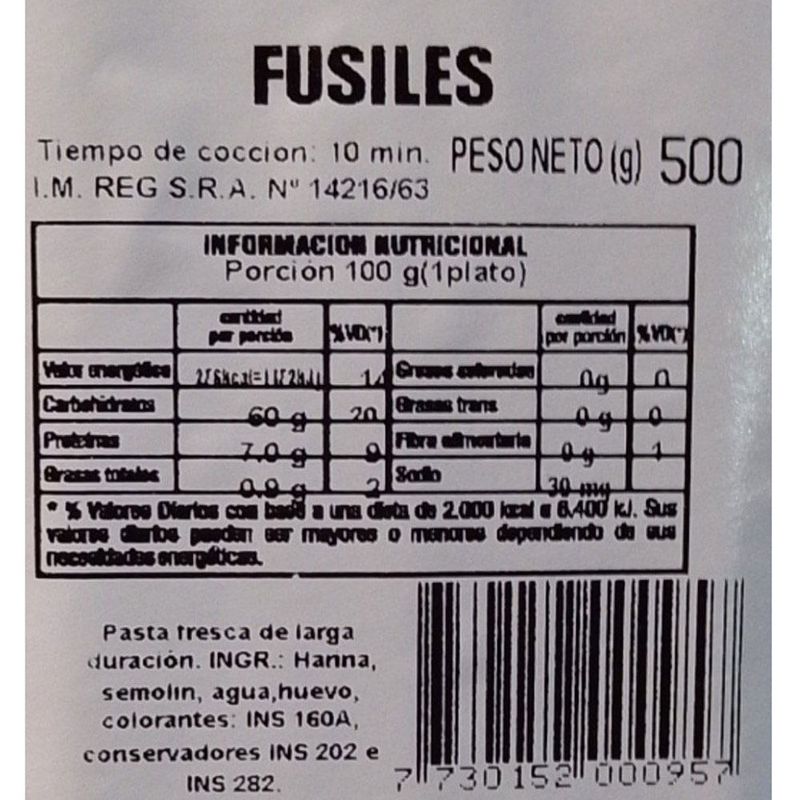 FUSILES
Tiempo de coccion: 10 min. PESO NETO (g) 500
I.M. REG S.R.A. Nº 14216/63
INFORMACION NUTRICIONAL
Porción 100 g(1plato)
cantidad por porción %VD(*) cantidad por porción %VD(*)
Valor energético 14 Grasas saturadas 0g 0
Carbohidratos 60 g 20 Grasas trans 0 g 0
Proteinas 7.0 g 9 Fibra alimentaria 0 g 1
Grasas totales 0.9 g 2 Sodio 30 mg
* % Valores Diarios con base a una dieta de 2.000 kcal o 8.400 kJ. Sus
valores diarios pueden ser mayores o menores dependiendo de sus
necesidades energéticas.
Pasta fresca de larga
duración. INGR.: Harina,
semolin, agua,huevo,
colorantes: INS 160A,
conservadores INS 202 e
INS 282.
7 730152 000957